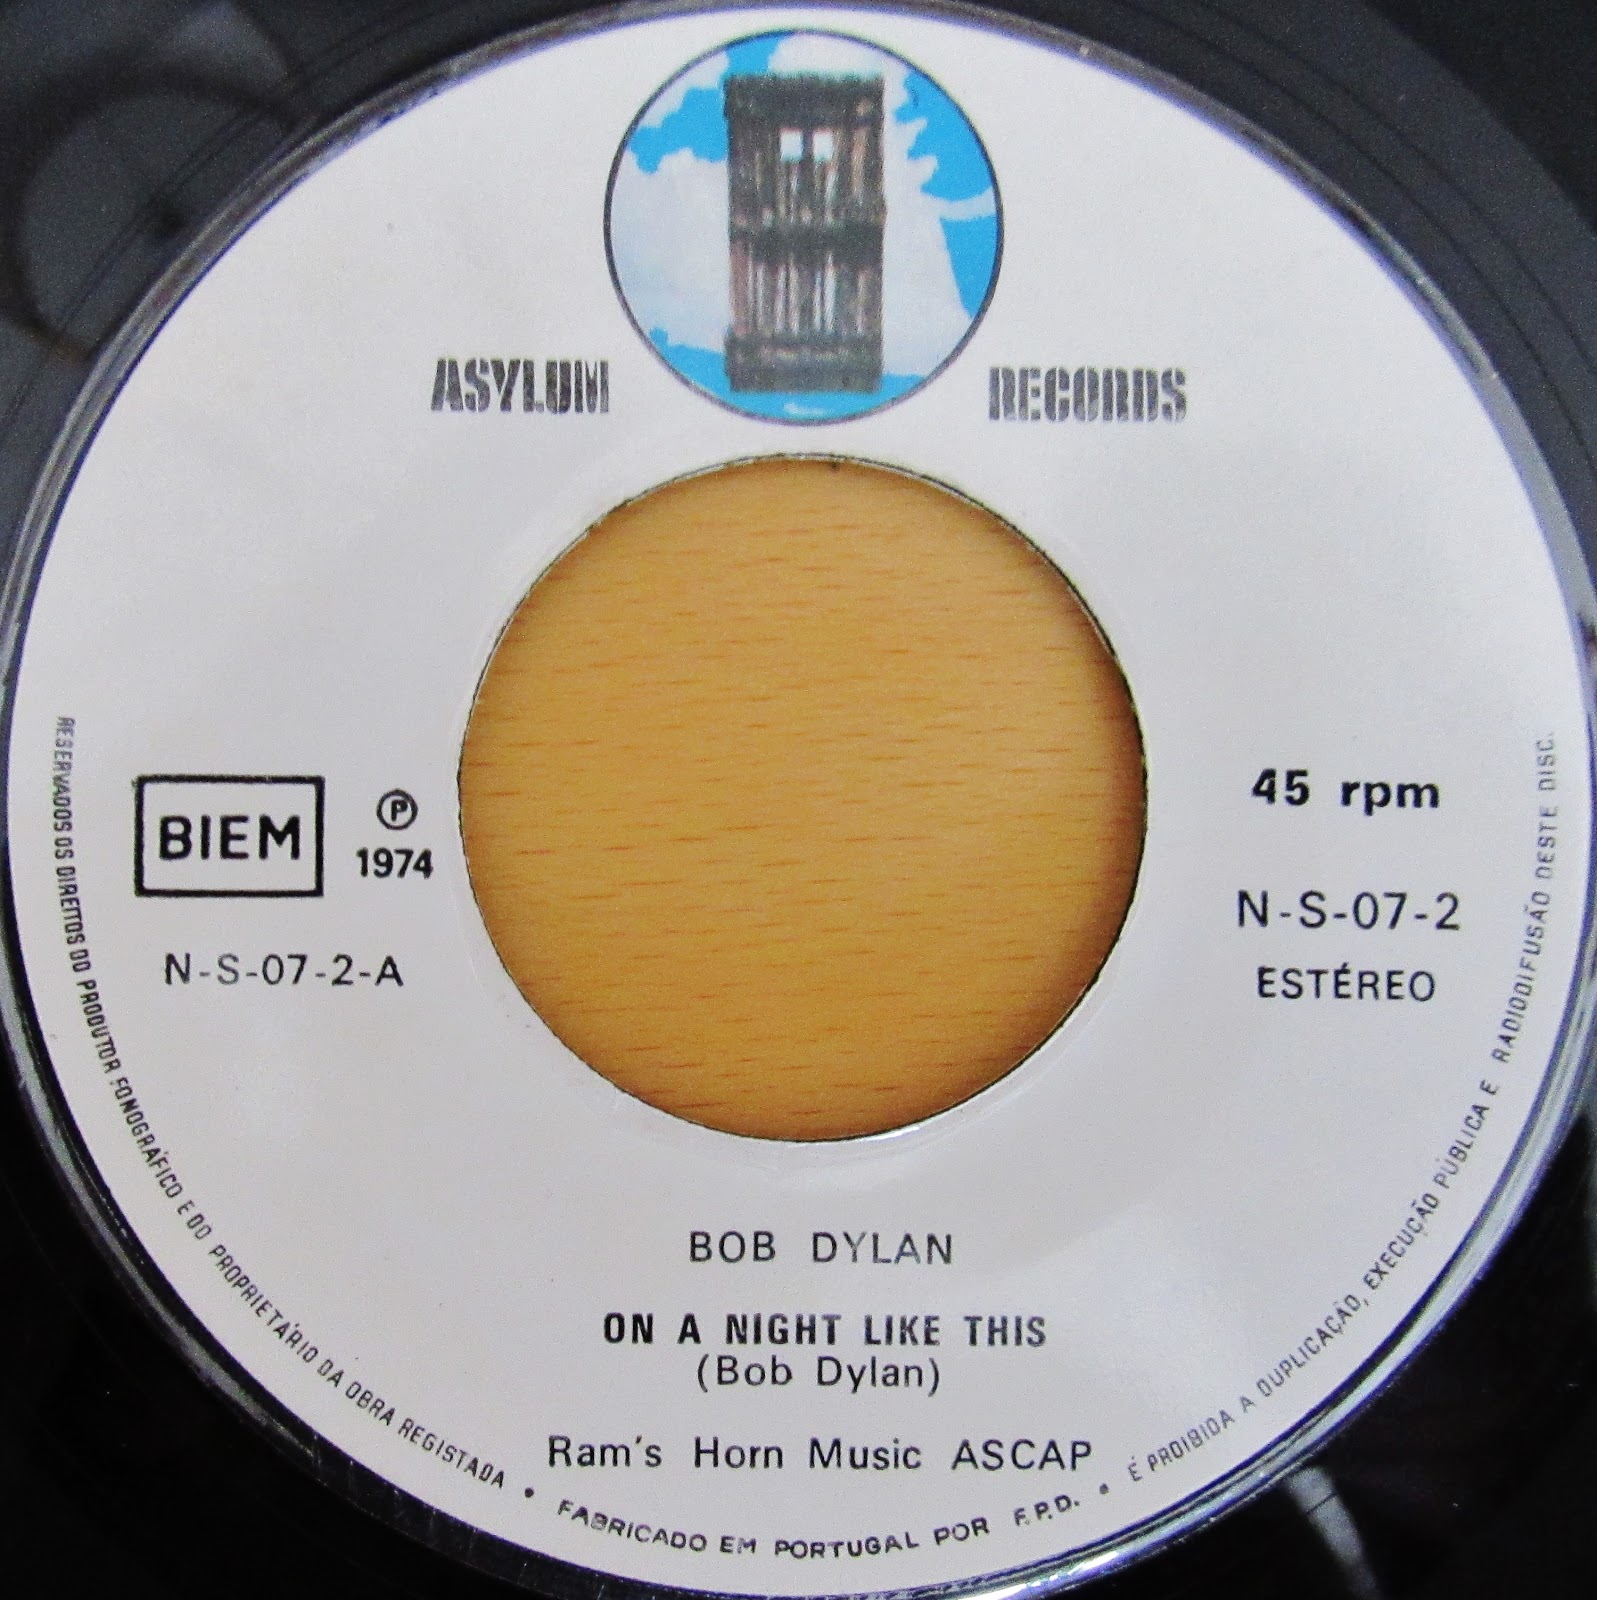 ASYLUM RECORDS
BIEM
Ⓟ
1974
N-S-07-2-A
45 rpm
N-S-07-2
ESTÉREO
BOB DYLAN
ON A NIGHT LIKE THIS
(Bob Dylan)
Ram's Horn Music ASCAP
RESERVADOS OS DIREITOS DO PRODUTOR FONOGRÁFICO E DO PROPRIETÁRIO DA OBRA REGISTADA • FABRICADO EM PORTUGAL POR F.P.D. • É PROIBIDA A DUPLICAÇÃO, EXECUÇÃO PÚBLICA E RADIODIFUSÃO DESTE DISC.